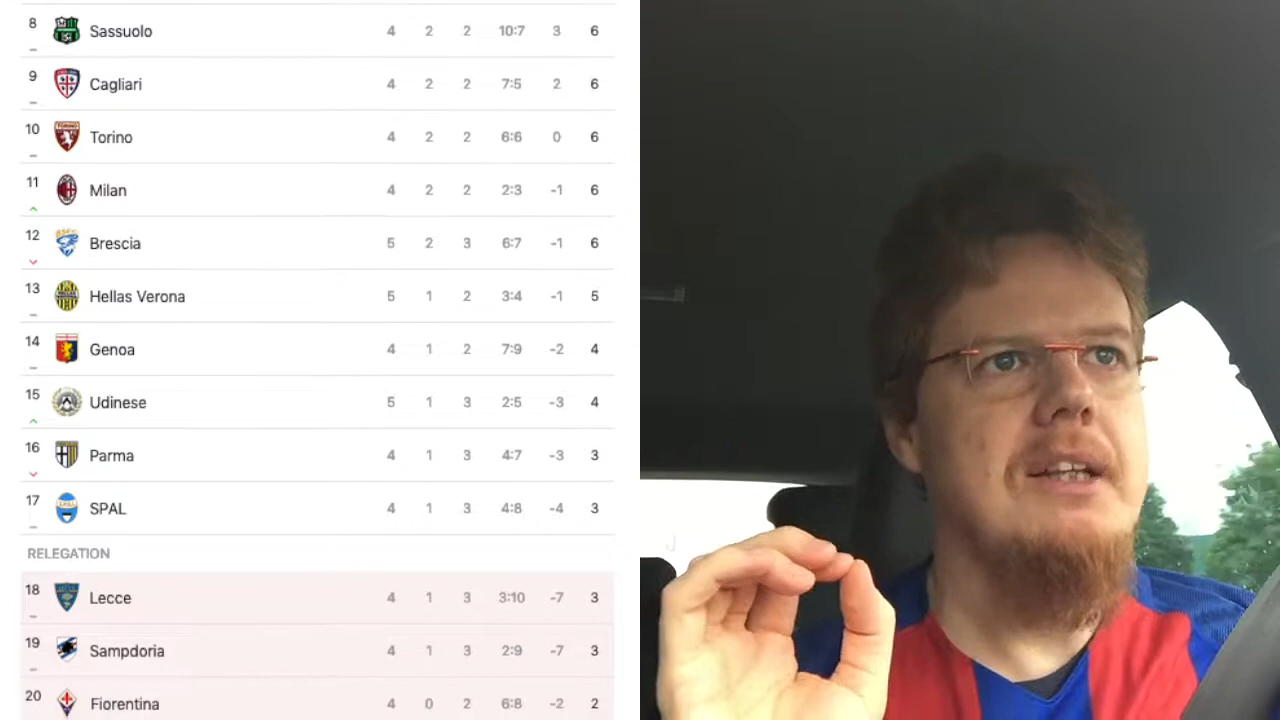 8 Sassuolo 4 2 2 10:7 3 6
9 Cagliari 4 2 2 7:5 2 6
10 Torino 4 2 2 6:6 0 6
11 Milan 4 2 2 2:3 -1 6
12 Brescia 5 2 3 6:7 -1 6
13 Hellas Verona 5 1 2 3:4 -1 5
14 Genoa 4 1 2 7:9 -2 4
15 Udinese 5 1 3 2:5 -3 4
16 Parma 4 1 3 4:7 -3 3
17 SPAL 4 1 3 4:8 -4 3
RELEGATION
18 Lecce 4 1 3 3:10 -7 3
19 Sampdoria 4 1 3 2:9 -7 3
20 Fiorentina 4 0 2 6:8 -2 2